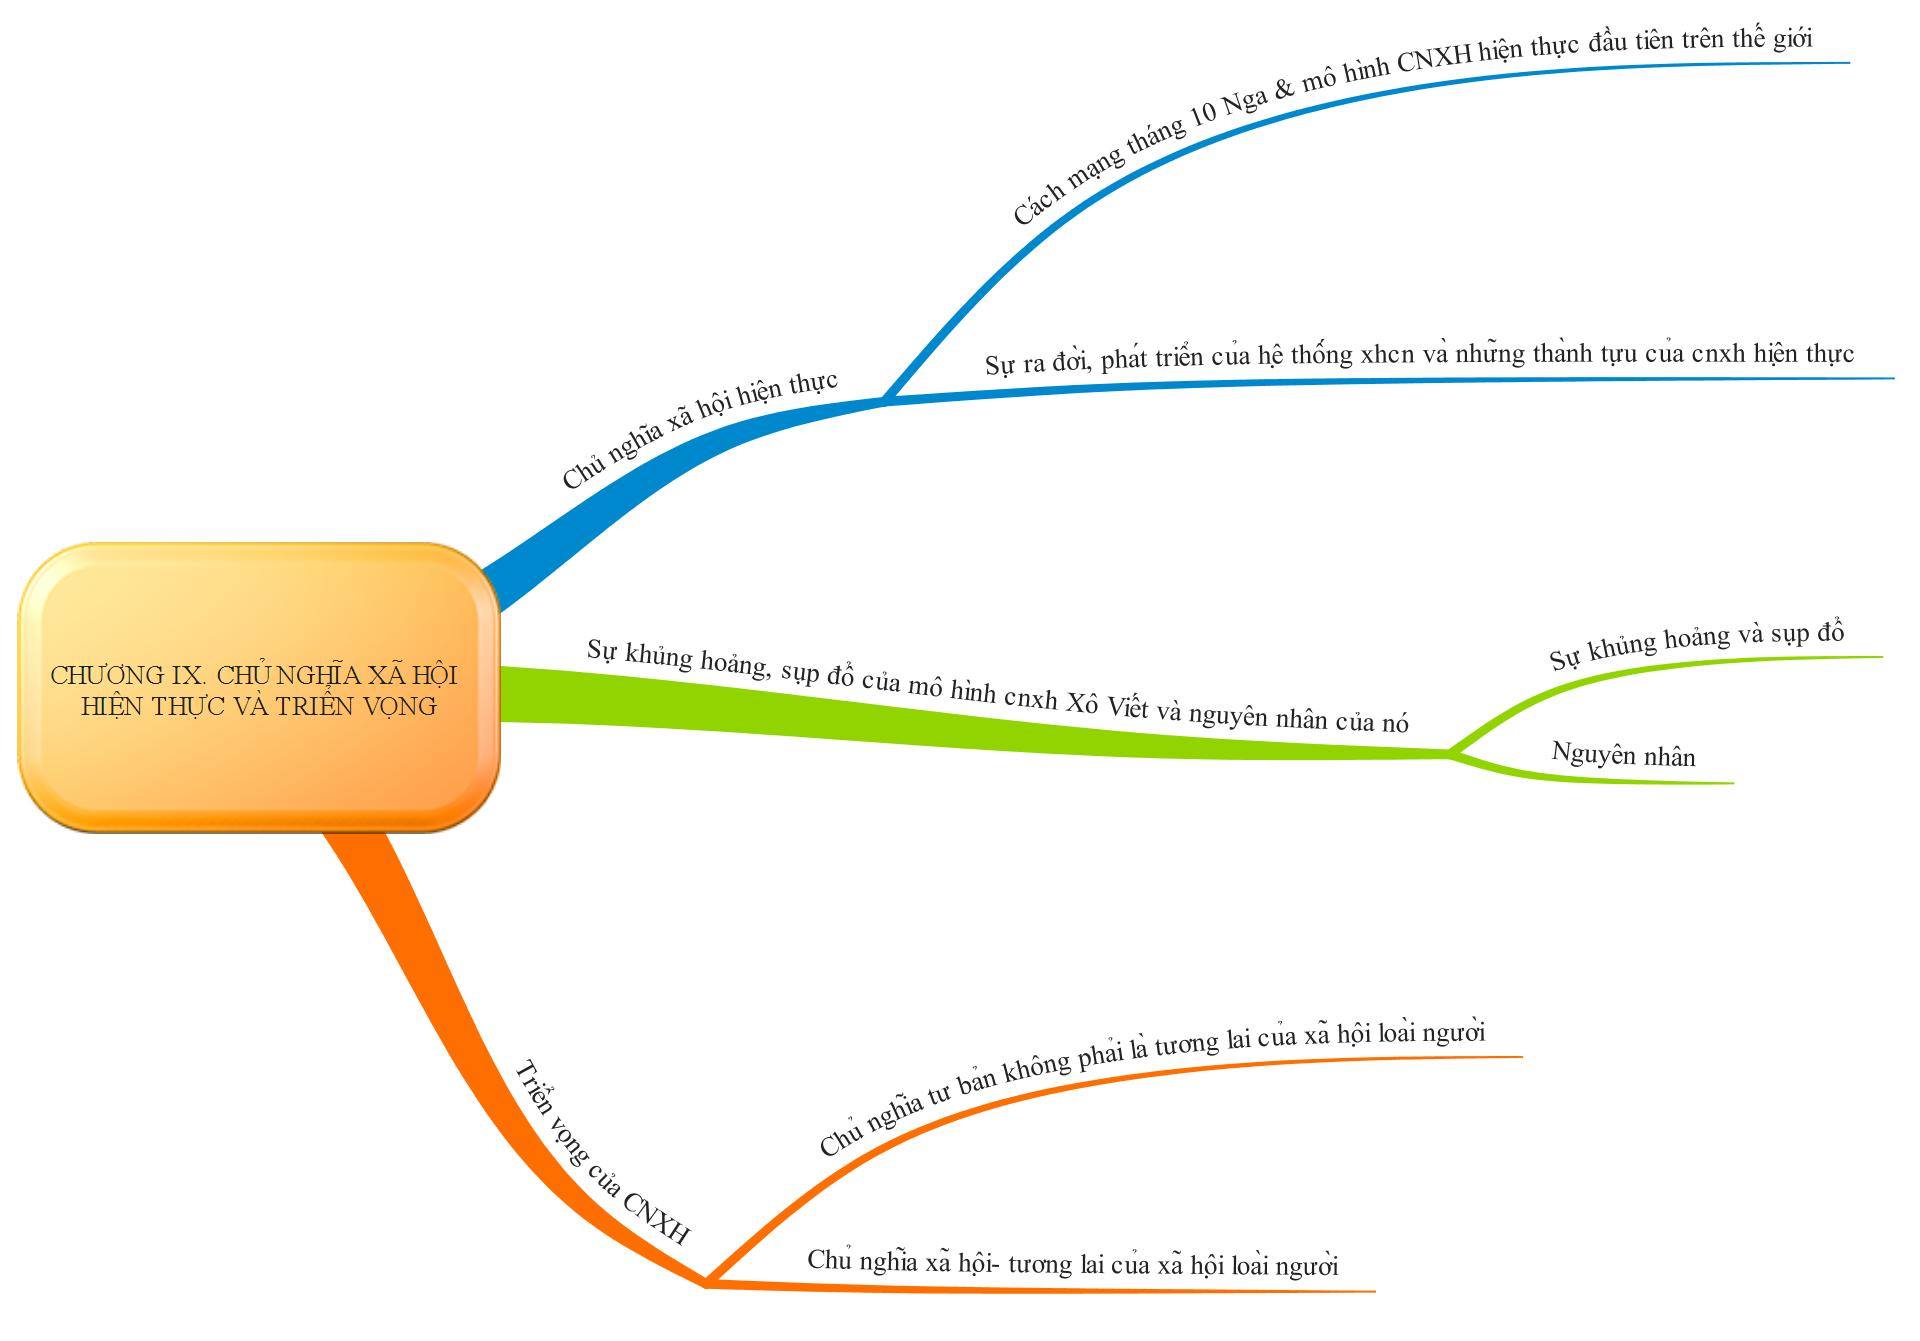 Cách mạng tháng 10 Nga & mô hình CNXH hiện thực đầu tiên trên thế giới
Sự ra đời, phát triển của hệ thống xhcn và những thành tựu của cnxh hiện thực
Chủ nghĩa xã hội hiện thực
Sự khủng hoảng và sụp đổ
Sự khủng hoảng, sụp đổ của mô hình cnxh Xô Viết và nguyên nhân của nó
CHƯƠNG IX. CHỦ NGHĨA XÃ HỘI
HIỆN THỰC VÀ TRIỂN VỌNG
Nguyên nhân
Chủ nghĩa tư bản không phải là tương lai của xã hội loài người
Triển vọng của CNXH
Chủ nghĩa xã hội- tương lai của xã hội loài người